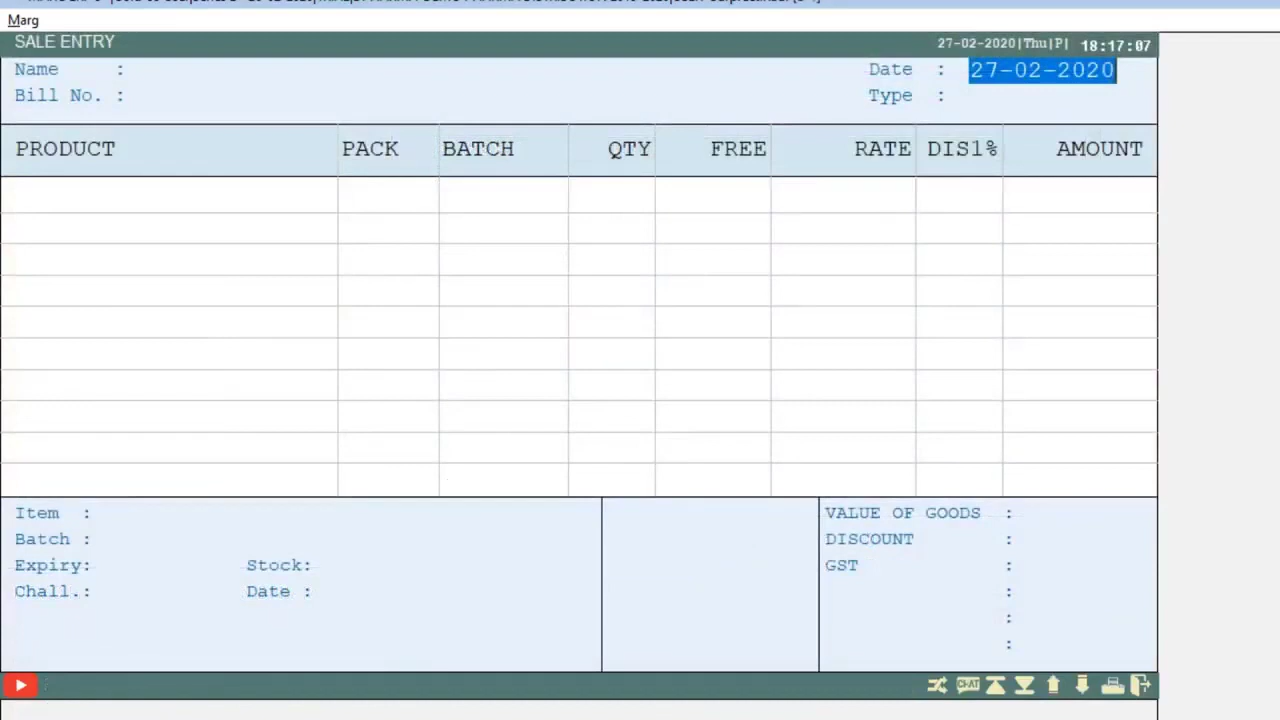 Marg
SALE ENTRY 27-02-2020|Thu|P| 18:17:07
Name : Date : 27-02-2020
Bill No. : Type :
PRODUCT PACK BATCH QTY FREE RATE DIS1% AMOUNT
Item : VALUE OF GOODS :
Batch : DISCOUNT :
Expiry: Stock: GST :
Chall.: Date : :
:
:
CHAT